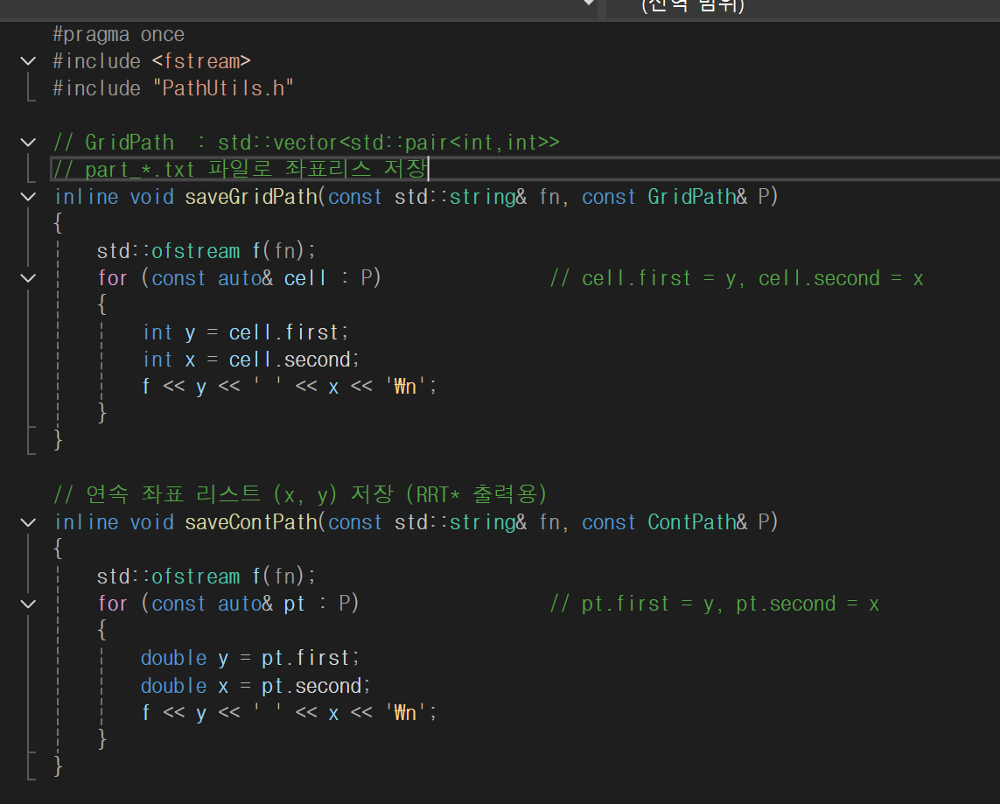 (전역 범위)
#pragma once
#include <fstream>
#include "PathUtils.h"
// GridPath  : std::vector<std::pair<int,int>>
// part_*.txt 파일로 좌표리스 저장
inline void saveGridPath(const std::string& fn, const GridPath& P)
{
std::ofstream f(fn);
for (const auto& cell : P) // cell.first = y, cell.second = x
{
int y = cell.first;
int x = cell.second;
f << y << ' ' << x << '₩n';
}
}
// 연속 좌표 리스트 (x, y) 저장 (RRT* 출력용)
inline void saveContPath(const std::string& fn, const ContPath& P)
{
std::ofstream f(fn);
for (const auto& pt : P) // pt.first = y, pt.second = x
{
double y = pt.first;
double x = pt.second;
f << y << ' ' << x << '₩n';
}
}